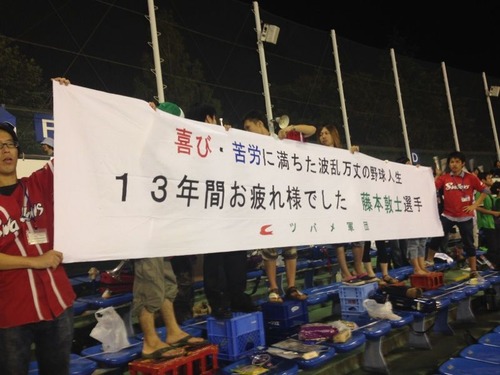 喜び・苦労に満ちた波乱万丈の野球人生
13年間お疲れ様でした 藤本敦士選手
ツバメ軍団
Swallows